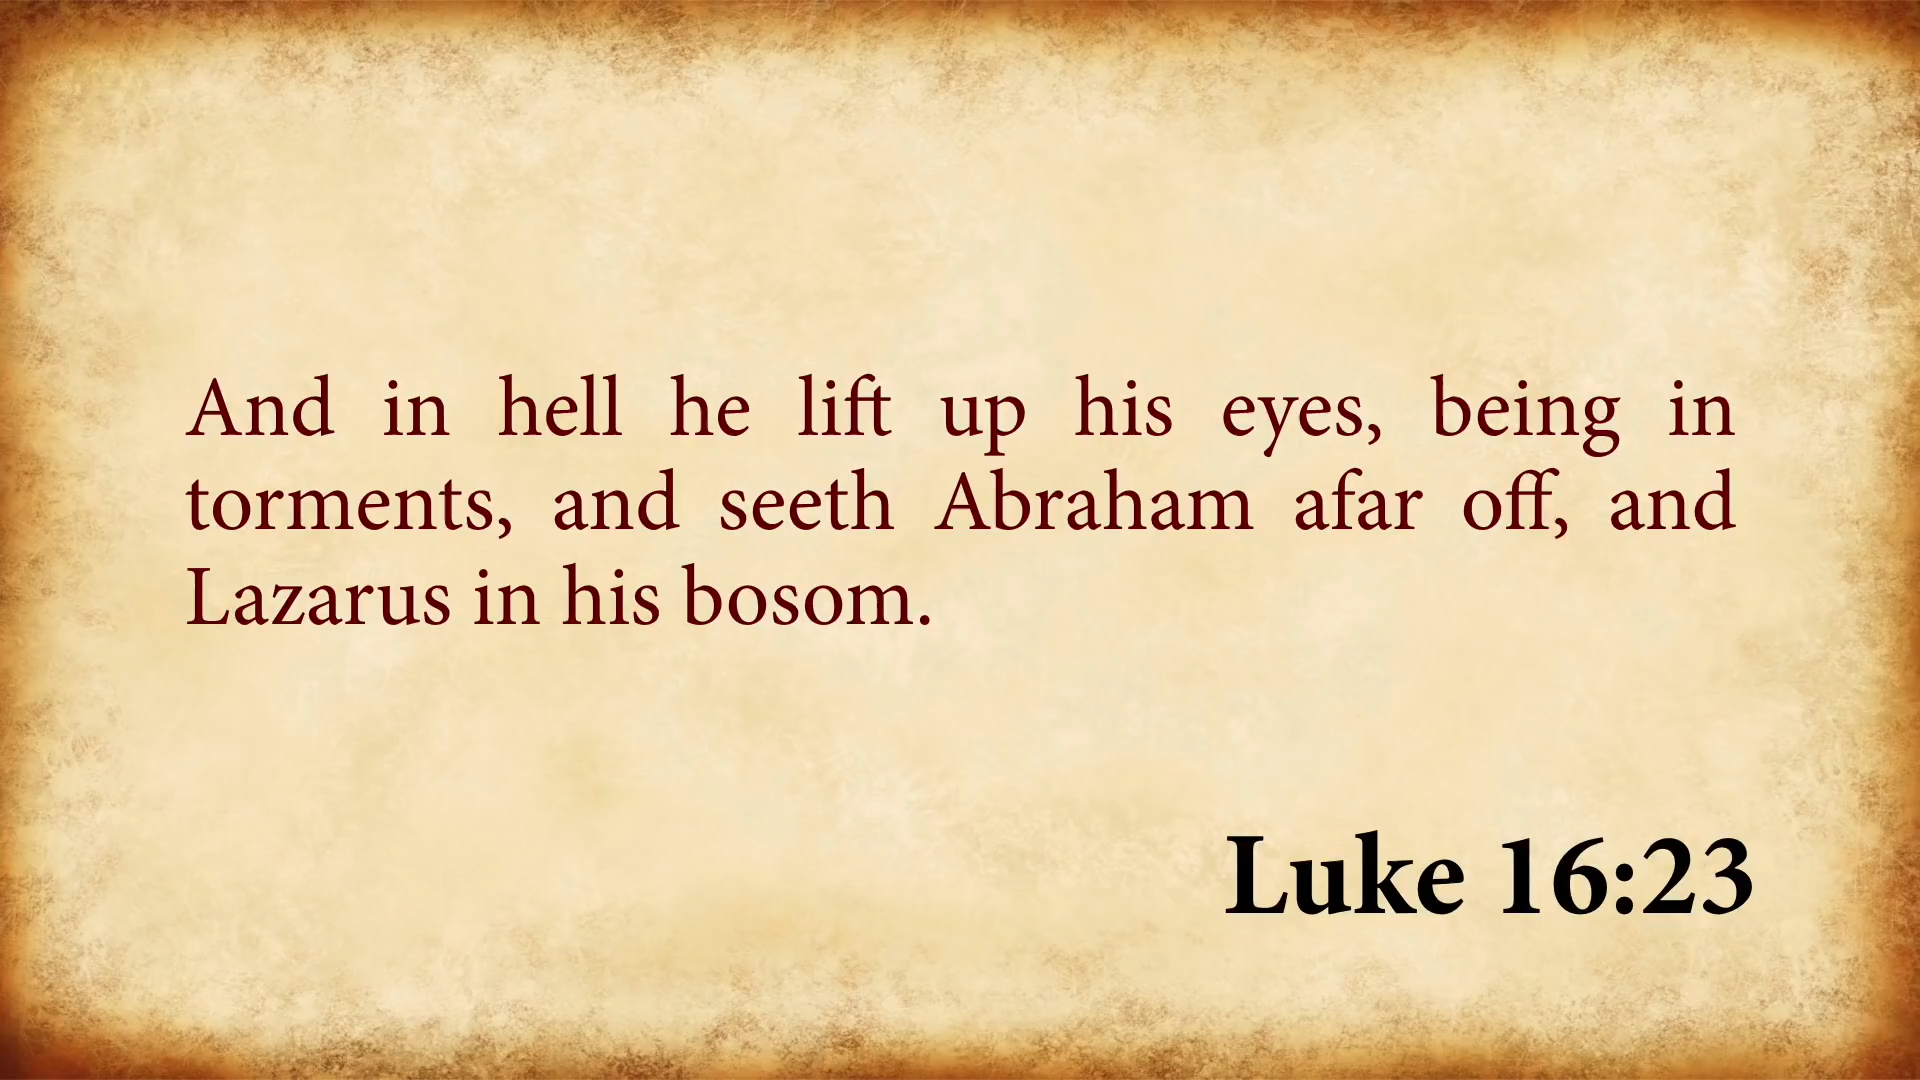 And in hell he lift up his eyes, being in
torments, and seeth Abraham afar off, and
Lazarus in his bosom.
Luke 16:23